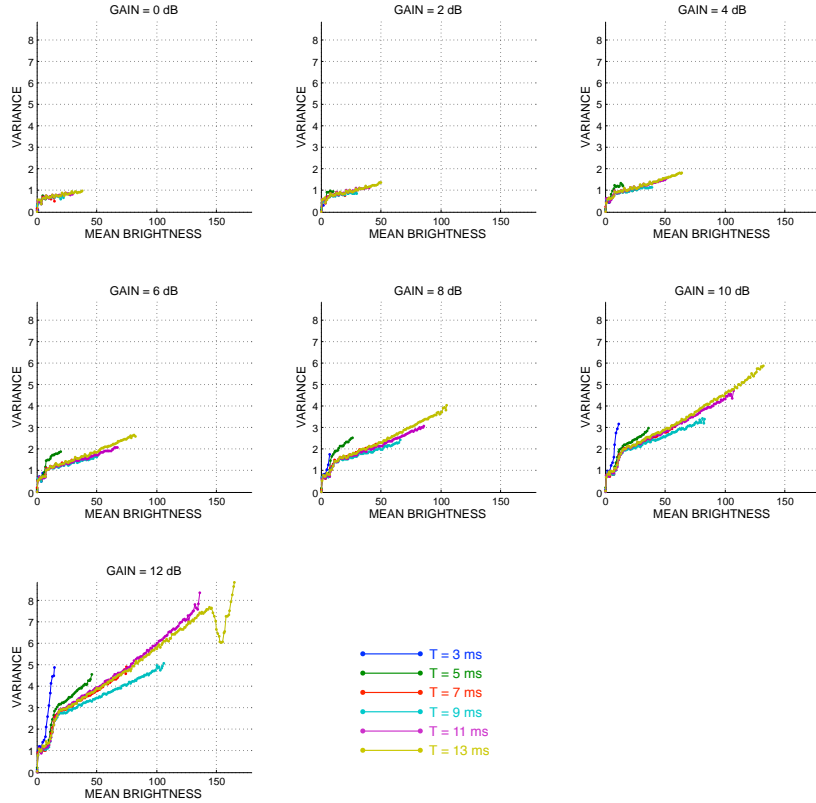 GAIN = 0 dB
8
7
6
5
4
3
2
1
0
VARIANCE
0 50 100 150
MEAN BRIGHTNESS
GAIN = 2 dB
8
7
6
5
4
3
2
1
0
VARIANCE
0 50 100 150
MEAN BRIGHTNESS
GAIN = 4 dB
8
7
6
5
4
3
2
1
0
VARIANCE
0 50 100 150
MEAN BRIGHTNESS
GAIN = 6 dB
8
7
6
5
4
3
2
1
0
VARIANCE
0 50 100 150
MEAN BRIGHTNESS
GAIN = 8 dB
8
7
6
5
4
3
2
1
0
VARIANCE
0 50 100 150
MEAN BRIGHTNESS
GAIN = 10 dB
8
7
6
5
4
3
2
1
0
VARIANCE
0 50 100 150
MEAN BRIGHTNESS
GAIN = 12 dB
8
7
6
5
4
3
2
1
0
VARIANCE
0 50 100 150
MEAN BRIGHTNESS
T = 3 ms
T = 5 ms
T = 7 ms
T = 9 ms
T = 11 ms
T = 13 ms